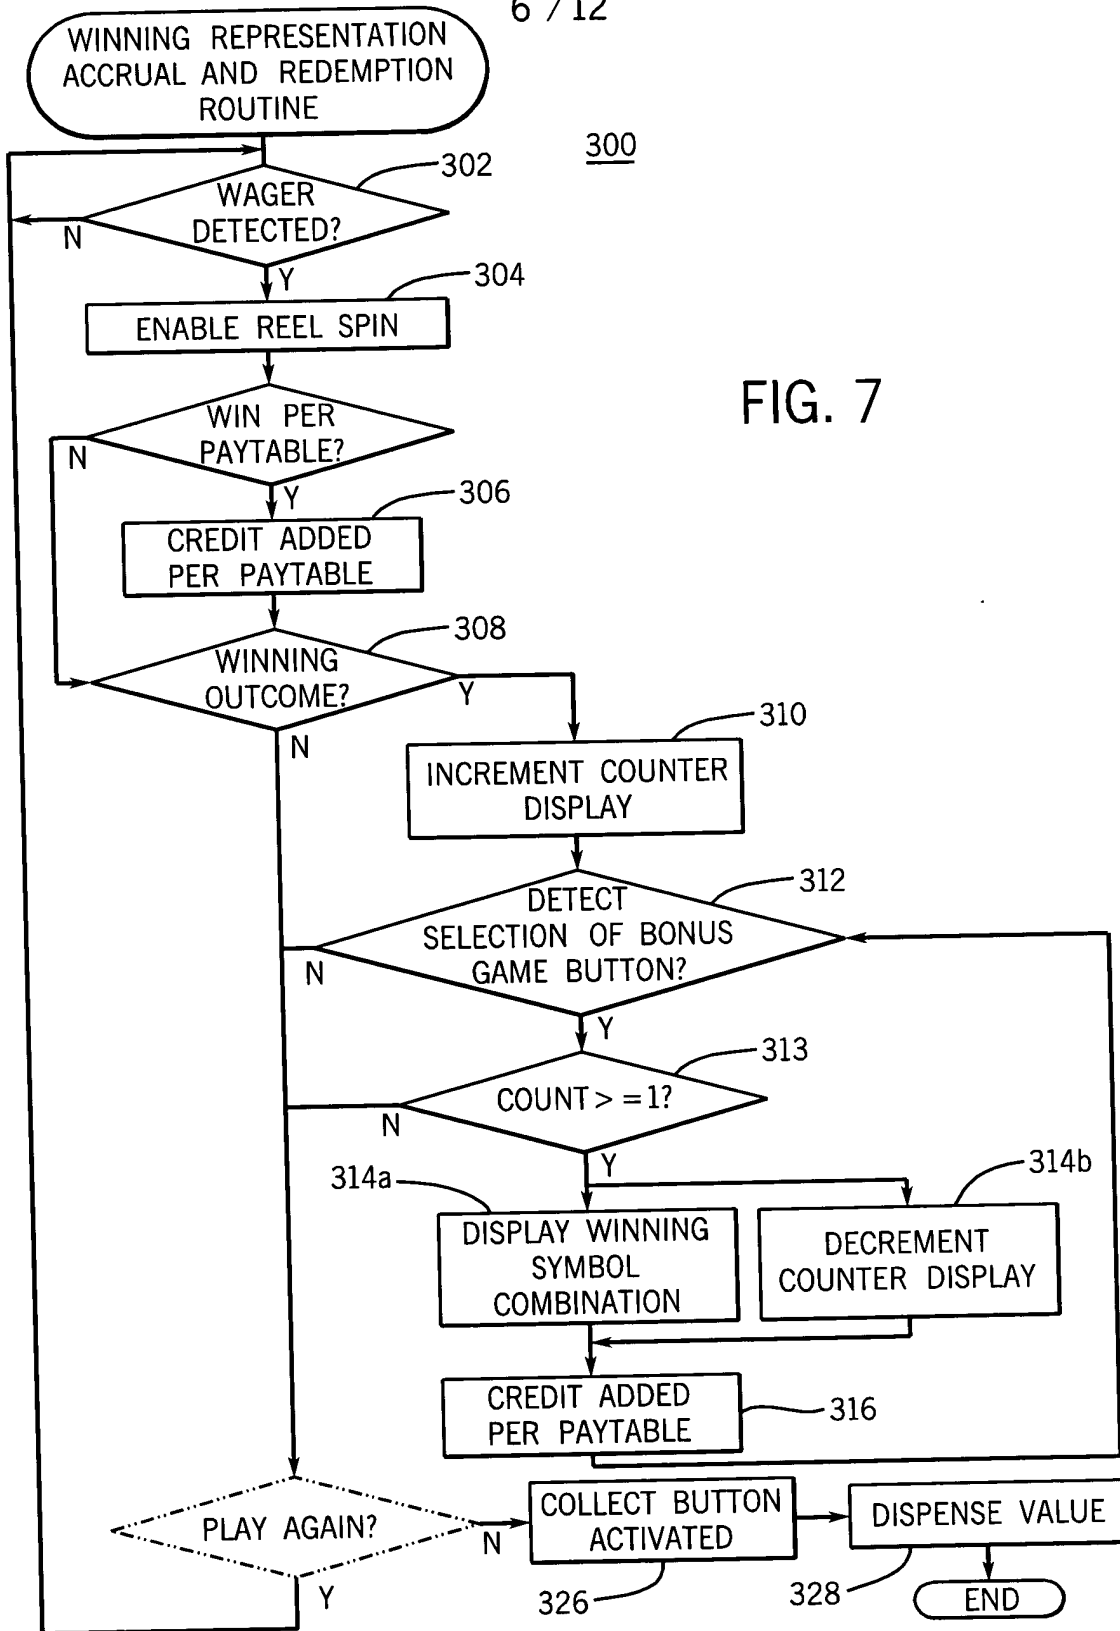 6 / 12
WINNING REPRESENTATION
ACCRUAL AND REDEMPTION
ROUTINE
300
302
WAGER
DETECTED?
N
Y
304
ENABLE REEL SPIN
FIG. 7
WIN PER
PAYTABLE?
N
Y
306
CREDIT ADDED
PER PAYTABLE
308
WINNING
OUTCOME?
Y
N
310
INCREMENT COUNTER
DISPLAY
312
DETECT
SELECTION OF BONUS
GAME BUTTON?
N
Y
313
COUNT > = 1?
N
Y
314a
314b
DISPLAY WINNING
SYMBOL
COMBINATION
DECREMENT
COUNTER DISPLAY
CREDIT ADDED
PER PAYTABLE
316
PLAY AGAIN?
N
Y
COLLECT BUTTON
ACTIVATED
326
DISPENSE VALUE
328
END